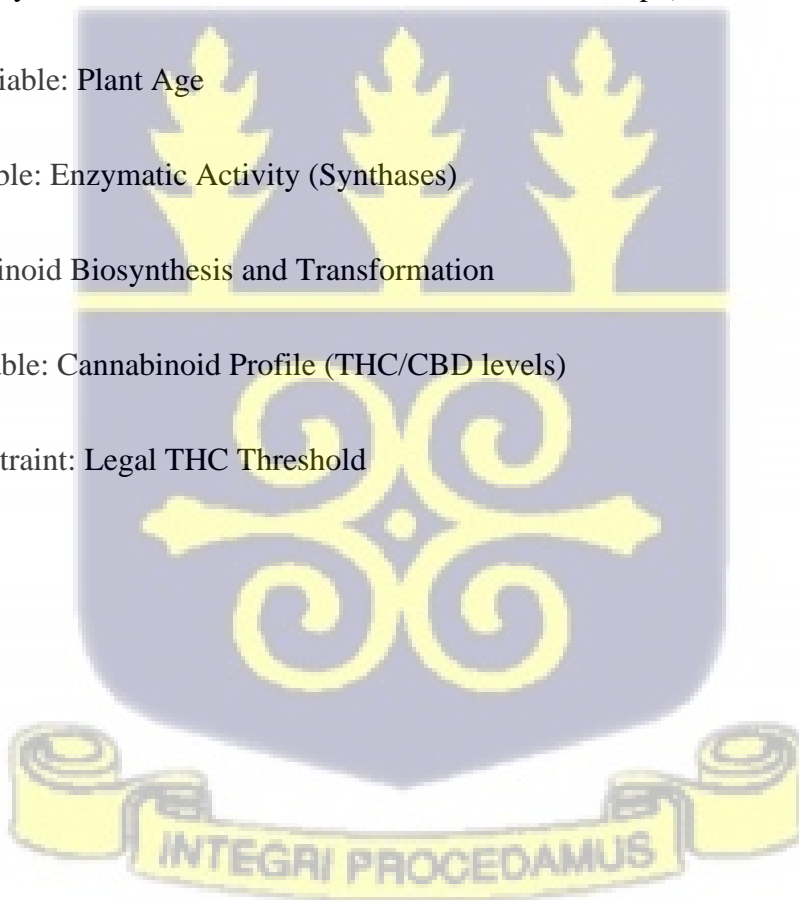 iable: Plant Age
ble: Enzymatic Activity (Synthases)
inoid Biosynthesis and Transformation
ble: Cannabinoid Profile (THC/CBD levels)
traint: Legal THC Threshold
INTEGRI PROCEDAMUS